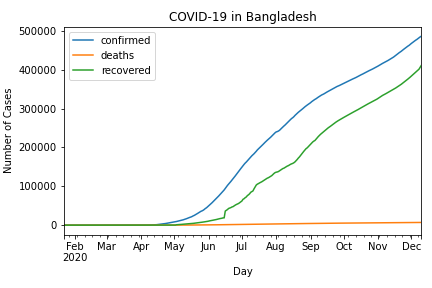 COVID-19 in Bangladesh
confirmed
deaths
recovered
500000
400000
300000
200000
100000
0
Number of Cases
Feb Mar Apr May Jun Jul Aug Sep Oct Nov Dec
2020
Day